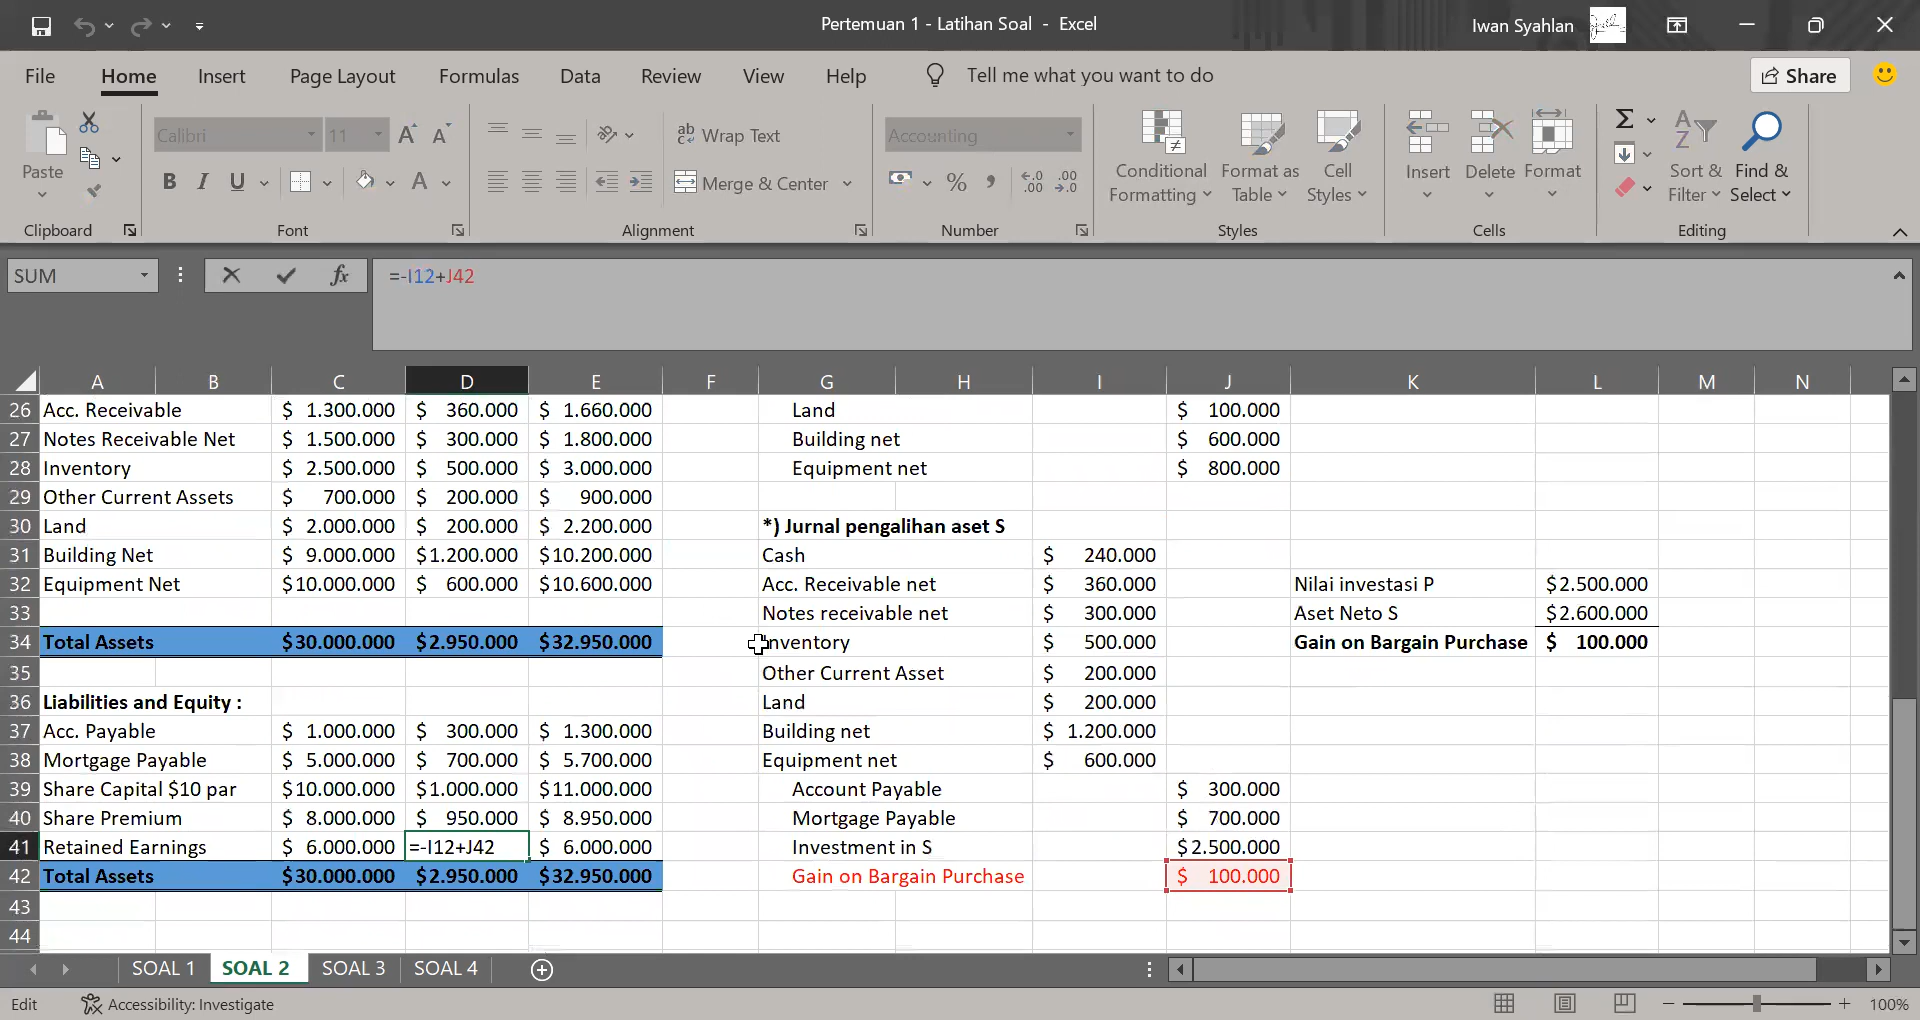 Pertemuan 1 - Latihan Soal - Excel
Iwan Syahlan
File Home Insert Page Layout Formulas Data Review View Help Tell me what you want to do Share
Calibri 11
Wrap Text
Accounting
Paste
Merge & Center
Conditional Formatting
Format as Table
Cell Styles
Insert
Delete
Format
Sort & Filter
Find & Select
Clipboard Font Alignment Number Styles Cells Editing
SUM fx =-I12+J42
A B C D E F G H I J K L M N
26 Acc. Receivable $ 1.300.000 $ 360.000 $ 1.660.000 Land $ 100.000
27 Notes Receivable Net $ 1.500.000 $ 300.000 $ 1.800.000 Building net $ 600.000
28 Inventory $ 2.500.000 $ 500.000 $ 3.000.000 Equipment net $ 800.000
29 Other Current Assets $ 700.000 $ 200.000 $ 900.000
30 Land $ 2.000.000 $ 200.000 $ 2.200.000 *) Jurnal pengalihan aset S
31 Building Net $ 9.000.000 $1.200.000 $10.200.000 Cash $ 240.000
32 Equipment Net $10.000.000 $ 600.000 $10.600.000 Acc. Receivable net $ 360.000 Nilai investasi P $2.500.000
33 Notes receivable net $ 300.000 Aset Neto S $2.600.000
34 Total Assets $30.000.000 $2.950.000 $32.950.000 Inventory $ 500.000 Gain on Bargain Purchase $ 100.000
35 Other Current Asset $ 200.000
36 Liabilities and Equity : Land $ 200.000
37 Acc. Payable $ 1.000.000 $ 300.000 $ 1.300.000 Building net $ 1.200.000
38 Mortgage Payable $ 5.000.000 $ 700.000 $ 5.700.000 Equipment net $ 600.000
39 Share Capital $10 par $10.000.000 $1.000.000 $11.000.000 Account Payable $ 300.000
40 Share Premium $ 8.000.000 $ 950.000 $ 8.950.000 Mortgage Payable $ 700.000
41 Retained Earnings $ 6.000.000 =-I12+J42 $ 6.000.000 Investment in S $2.500.000
42 Total Assets $30.000.000 $2.950.000 $32.950.000 Gain on Bargain Purchase $ 100.000
43
44
SOAL 1 SOAL 2 SOAL 3 SOAL 4
Edit Accessibility: Investigate 100%